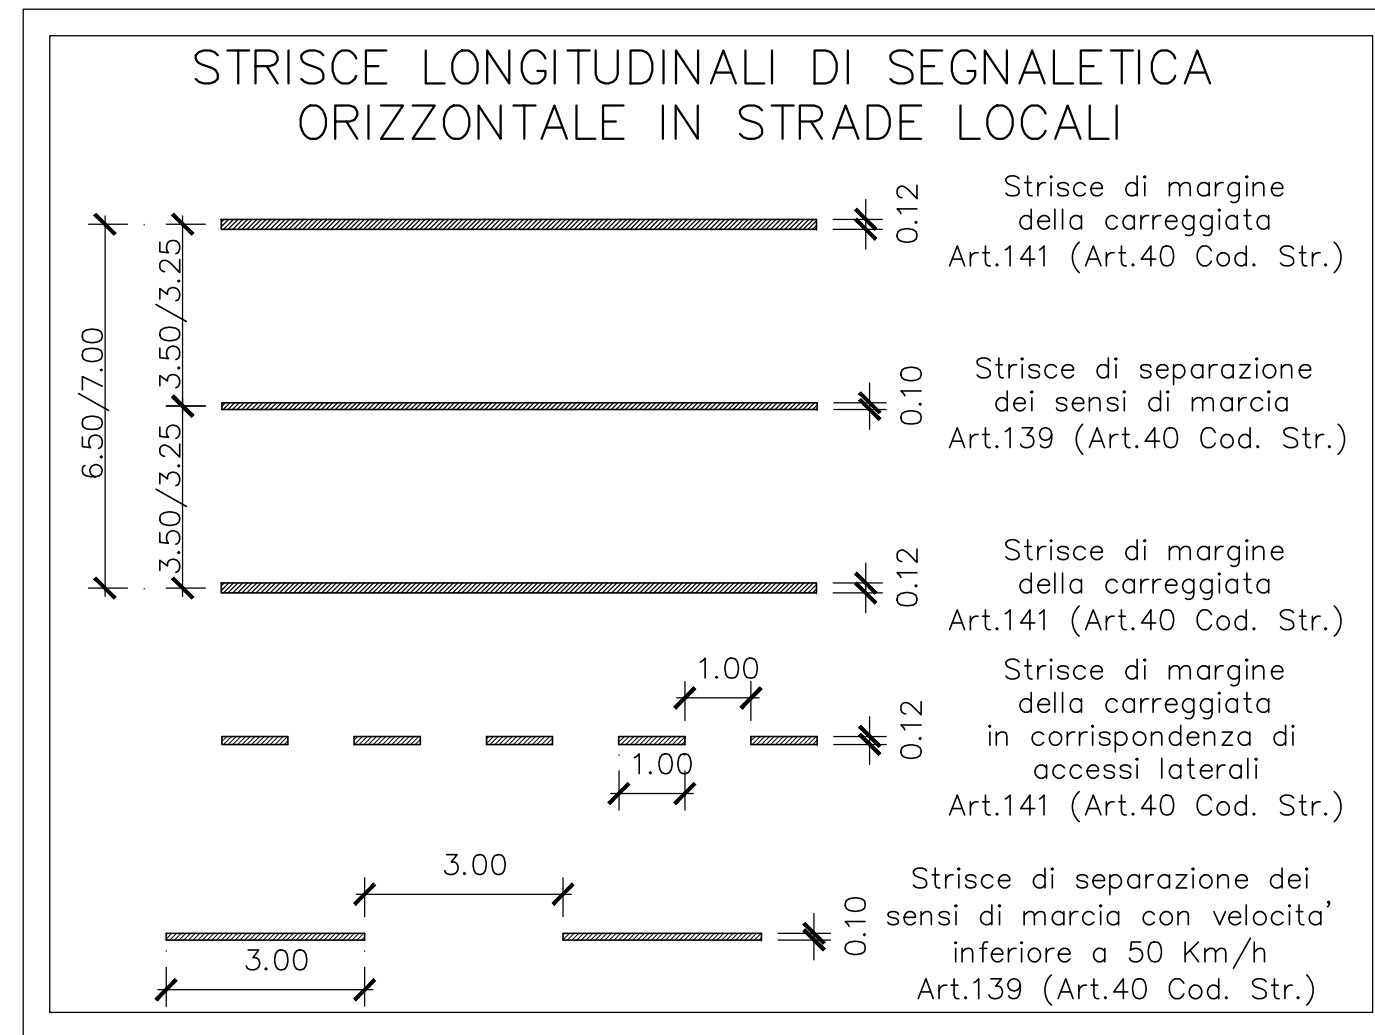 STRISCE LONGITUDINALI DI SEGNALETICA
ORIZZONTALE IN STRADE LOCALI
6.50/7.00
3.50/3.25
3.50/3.25
0.12
Strisce di margine
della carreggiata
Art.141 (Art.40 Cod. Str.)
0.10
Strisce di separazione
dei sensi di marcia
Art.139 (Art.40 Cod. Str.)
0.12
Strisce di margine
della carreggiata
Art.141 (Art.40 Cod. Str.)
1.00
1.00
0.12
Strisce di margine
della carreggiata
in corrispondenza di
accessi laterali
Art.141 (Art.40 Cod. Str.)
3.00
3.00
0.10
Strisce di separazione dei
sensi di marcia con velocita'
inferiore a 50 Km/h
Art.139 (Art.40 Cod. Str.)